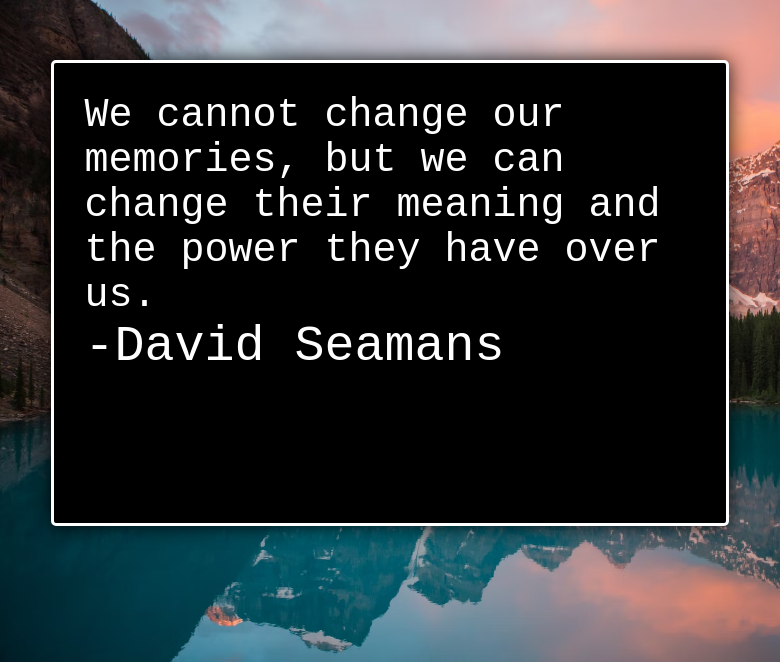 We cannot change our
memories, but we can
change their meaning and
the power they have over
us.
-David Seamans